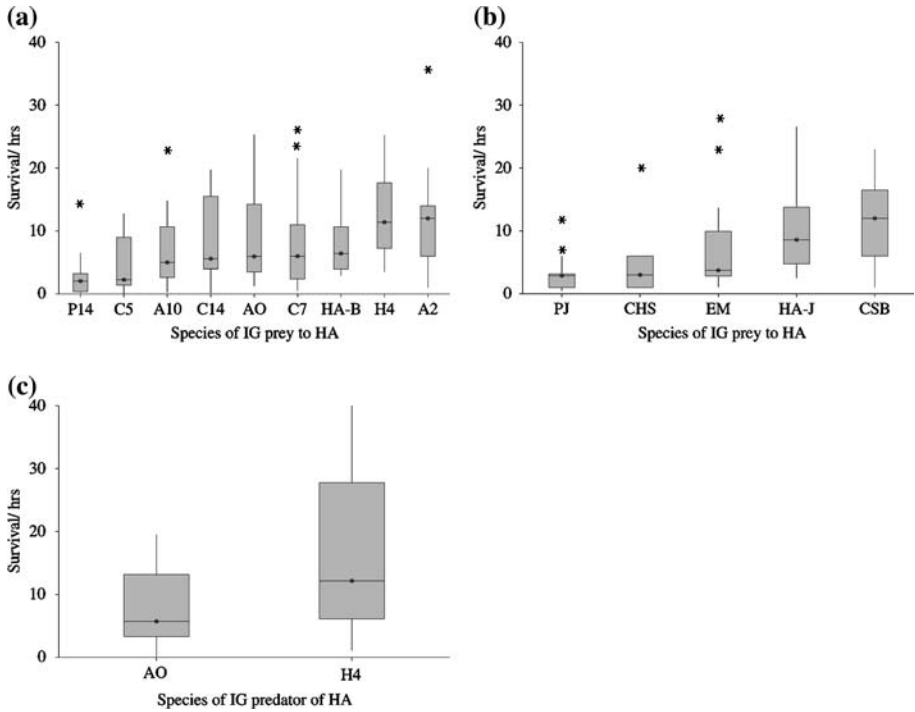 (a)
Survival/ hrs
40
30
20
10
0
P14 C5 A10 C14 AO C7 HA-B H4 A2
Species of IG prey to HA
(b)
Survival/ hrs
40
30
20
10
0
PJ CHS EM HA-J CSB
Species of IG prey to HA
(c)
Survival/ hrs
40
30
20
10
0
AO H4
Species of IG predator of HA